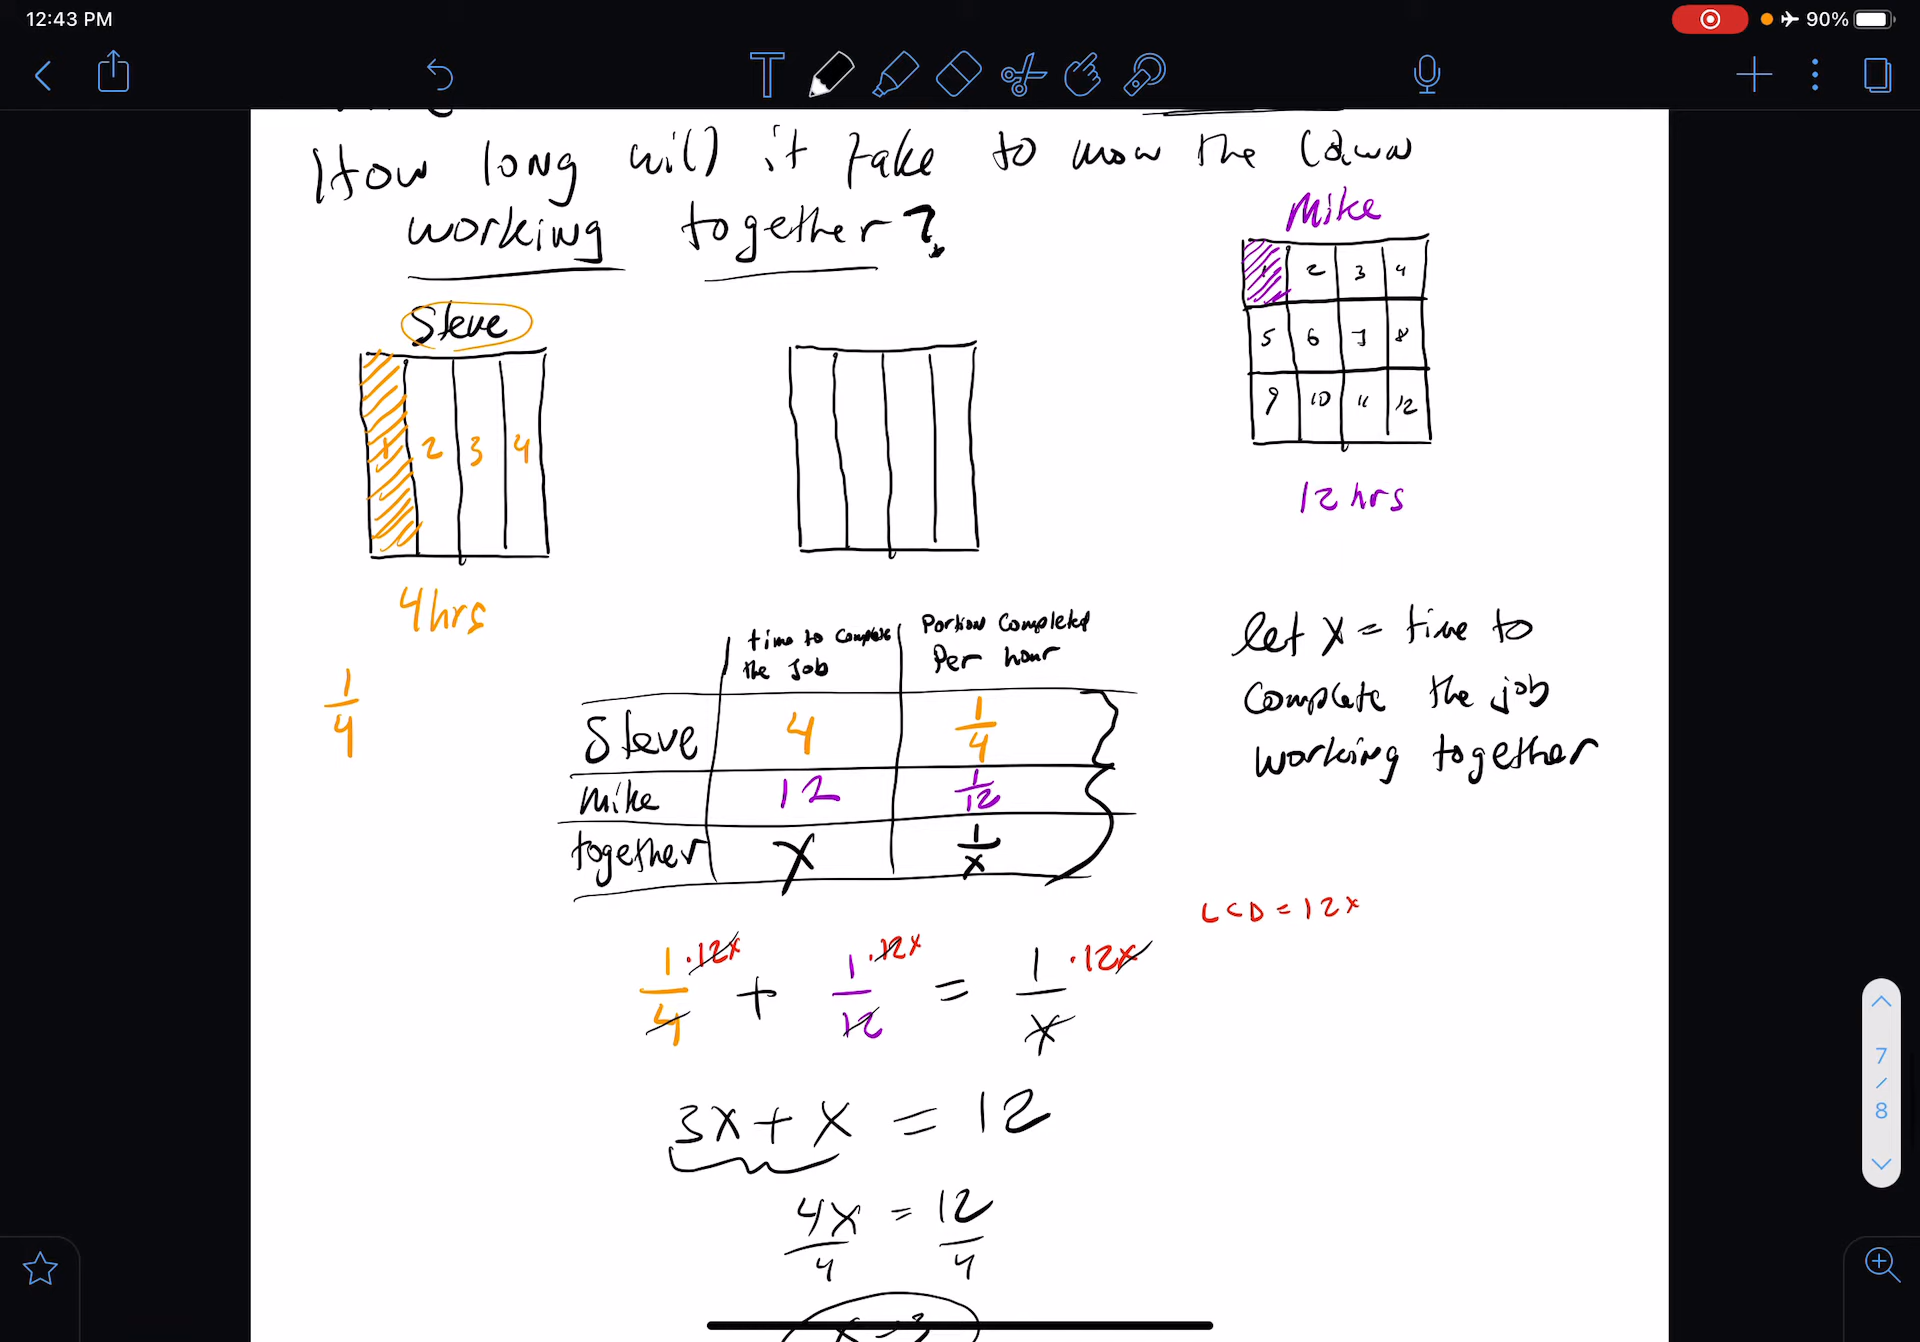 12:43 PM
90%
How long will it take to mow the lawn
working together?
Mike
1 2 3 4
5 6 7 8
9 10 11 12
12 hrs
Steve
1 2 3 4
4 hrs
1/4
time to complete the Job
Portion Completed Per hour
Steve 4 1/4
Mike 12 1/12
together x 1/x
let x = time to
complete the job
working together
LCD = 12x
1/4 · 12x + 1/12 · 12x = 1/x · 12x
3x + x = 12
4x/4 = 12/4
x = 3
7
/
8